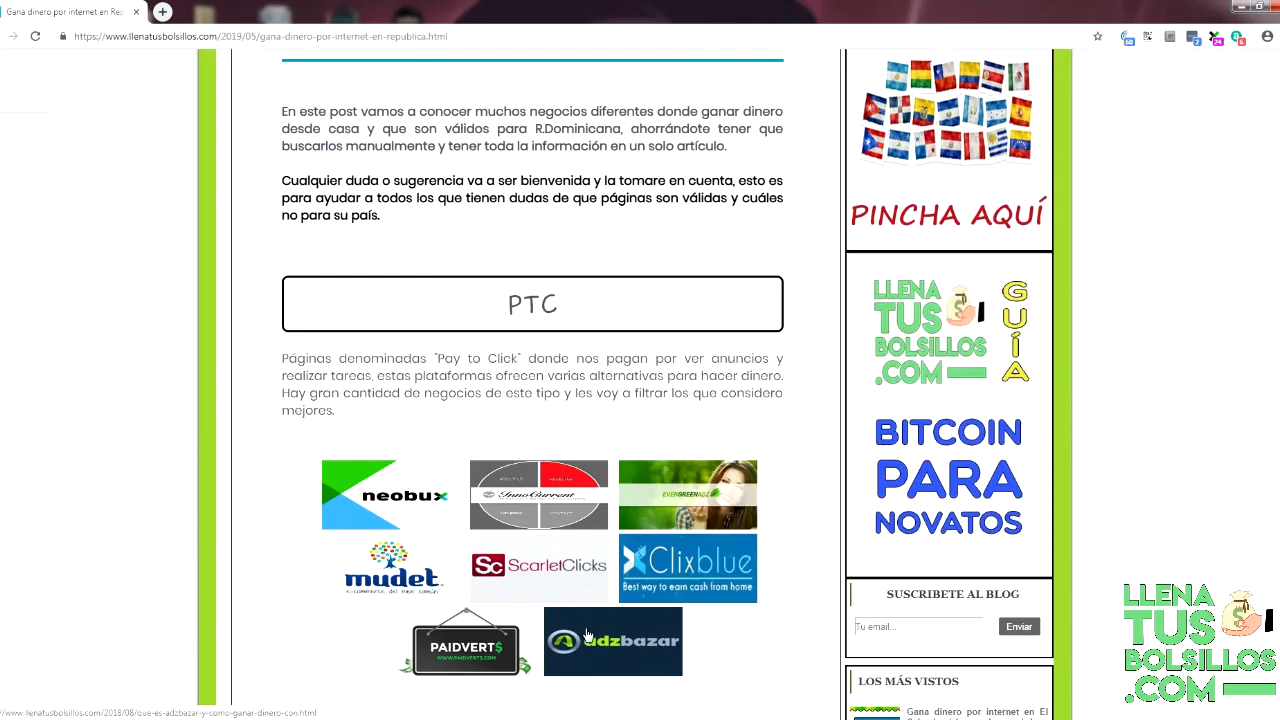 Gana dinero por internet en Rep
https://www.llenatusbolsillos.com/2019/05/gana-dinero-por-internet-en-republica.html
En este post vamos a conocer muchos negocios diferentes donde ganar dinero
desde casa y que son válidos para R.Dominicana, ahorrándote tener que
buscarlos manualmente y tener toda la información en un solo artículo.
Cualquier duda o sugerencia va a ser bienvenida y la tomare en cuenta, esto es
para ayudar a todos los que tienen dudas de que páginas son válidas y cuáles
no para su país.
PTC
Páginas denominadas "Pay to Click" donde nos pagan por ver anuncios y
realizar tareas, estas plataformas ofrecen varias alternativas para hacer dinero.
Hay gran cantidad de negocios de este tipo y les voy a filtrar los que considero
mejores.
neobux
InnoCurrent
EVERGREENADZ
mudet.
e-commerce del bien común
Sc ScarletClicks
Clixblue
Best way to earn cash from home
PAIDVERT$
WWW.PAIDVERTS.COM
adzbazar
PINCHA AQUÍ
LLENA
TUS
BOLSILLOS
.COM
GUÍA
BITCOIN
PARA
NOVATOS
SUSCRIBETE AL BLOG
Tu email...
Enviar
LOS MÁS VISTOS
Gana dinero por internet en El
LLENA
TUS
BOLSILLOS
.COM
//www.llenatusbolsillos.com/2018/08/que-es-adzbazar-y-como-ganar-dinero-con.html